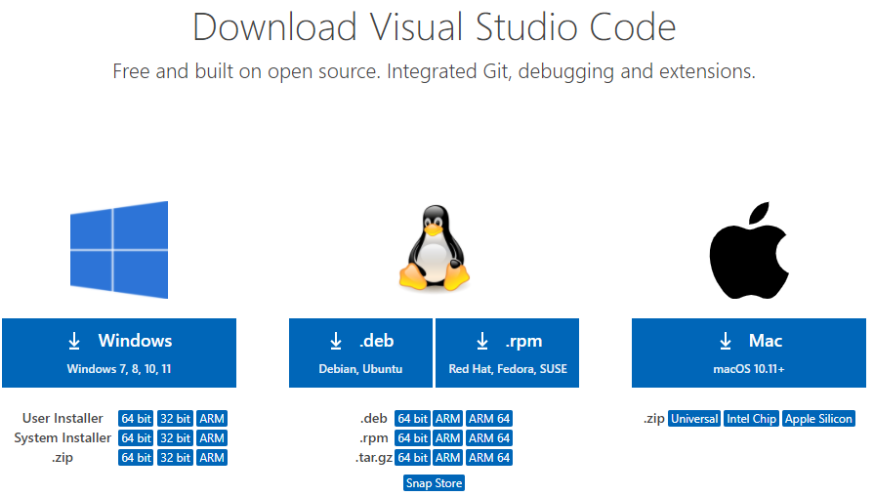 Download Visual Studio Code
Free and built on open source. Integrated Git, debugging and extensions.
Windows
Windows 7, 8, 10, 11
User Installer 64 bit 32 bit ARM
System Installer 64 bit 32 bit ARM
.zip 64 bit 32 bit ARM
.deb
Debian, Ubuntu
.rpm
Red Hat, Fedora, SUSE
.deb 64 bit ARM ARM 64
.rpm 64 bit ARM ARM 64
.tar.gz 64 bit ARM ARM 64
Snap Store
Mac
macOS 10.11+
.zip Universal Intel Chip Apple Silicon